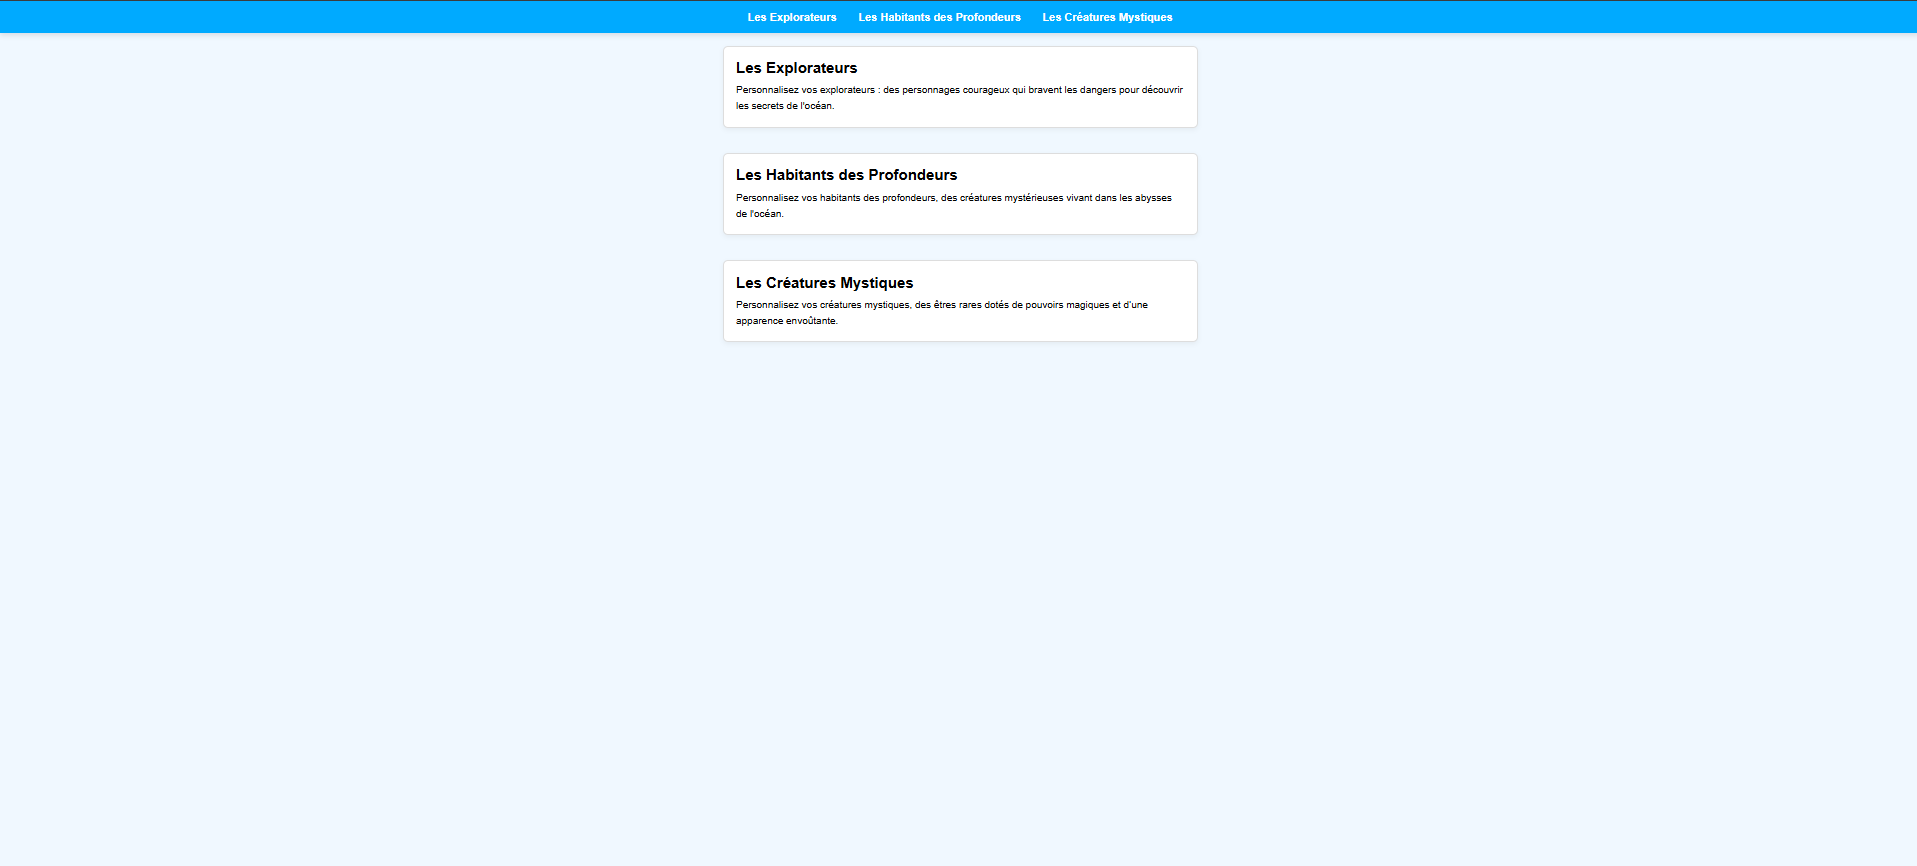 Les Explorateurs Les Habitants des Profondeurs Les Créatures Mystiques
Les Explorateurs
Personnalisez vos explorateurs : des personnages courageux qui bravent les dangers pour découvrir
les secrets de l'océan.
Les Habitants des Profondeurs
Personnalisez vos habitants des profondeurs, des créatures mystérieuses vivant dans les abysses
de l'océan.
Les Créatures Mystiques
Personnalisez vos créatures mystiques, des êtres rares dotés de pouvoirs magiques et d'une
apparence envoûtante.